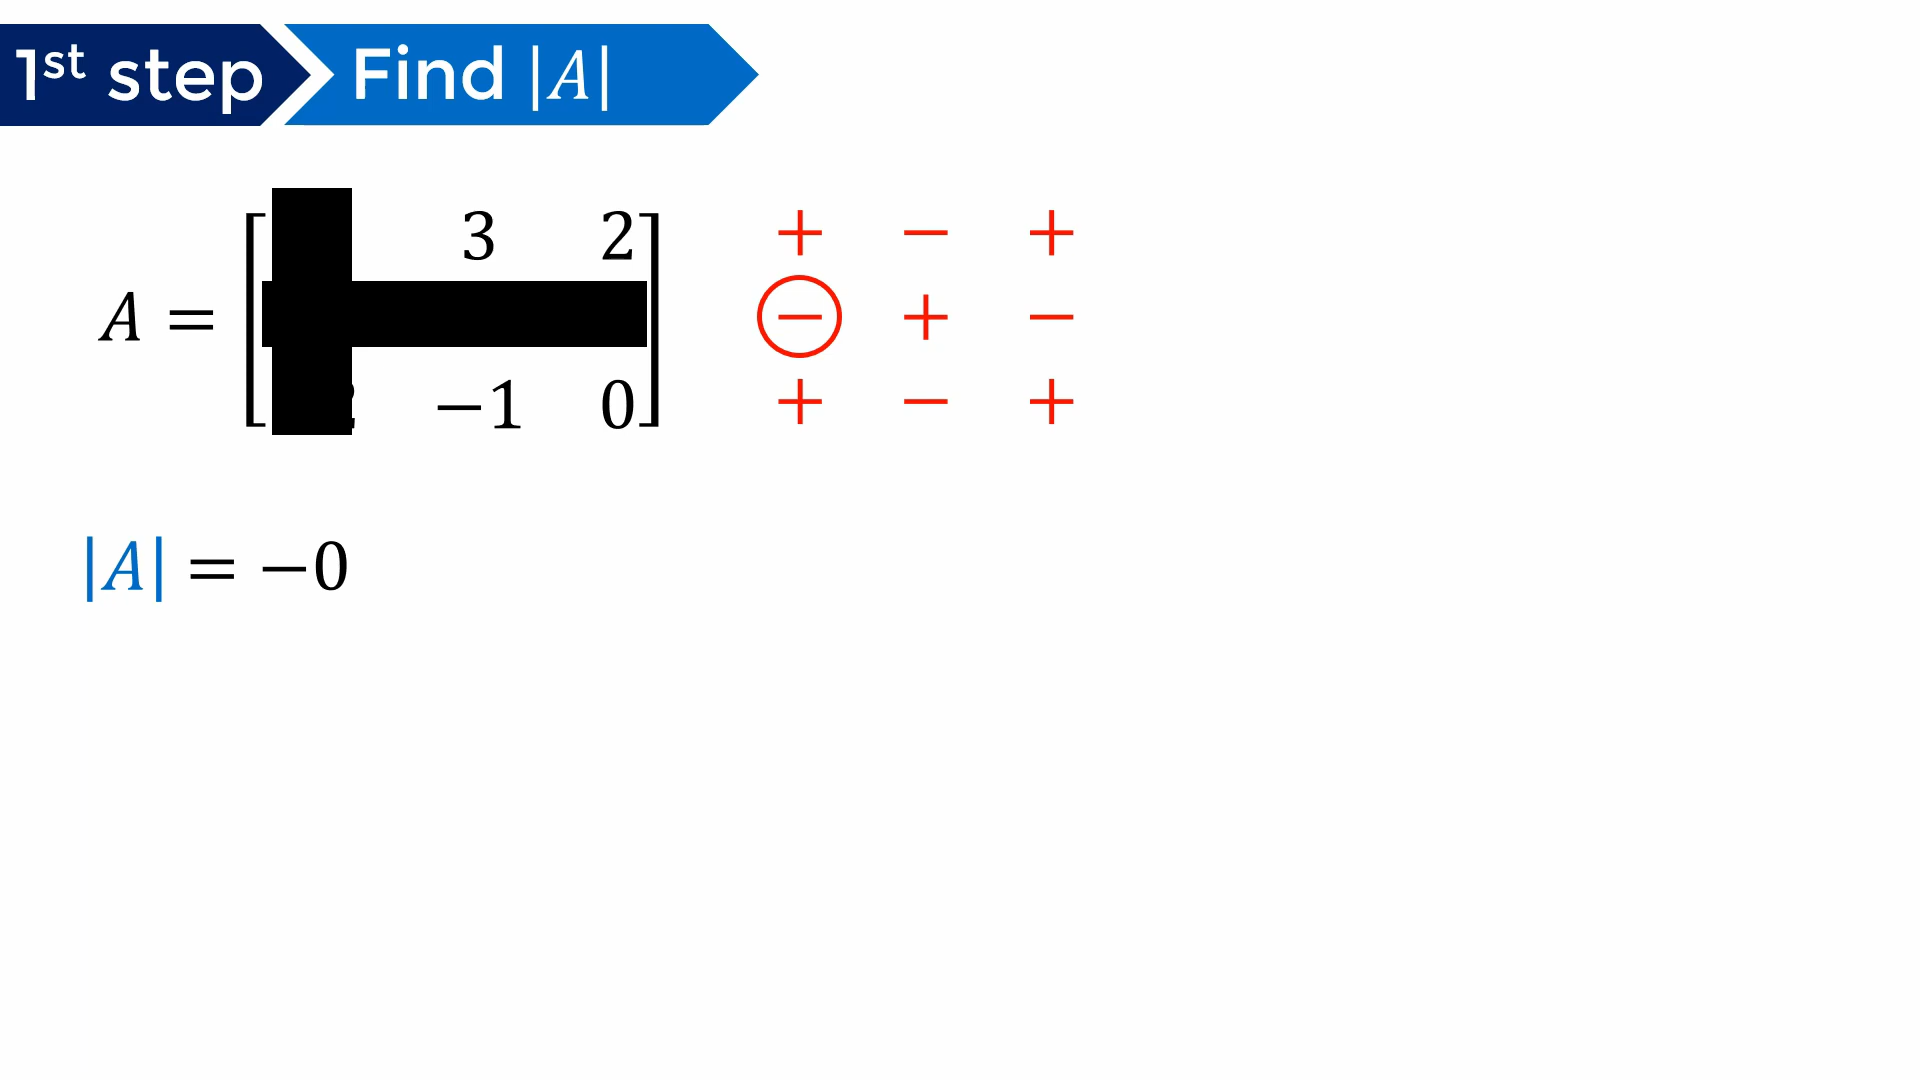 1st step Find |A|
3 2 + − +
A = − + −
−1 0 + − +
|A| = −0